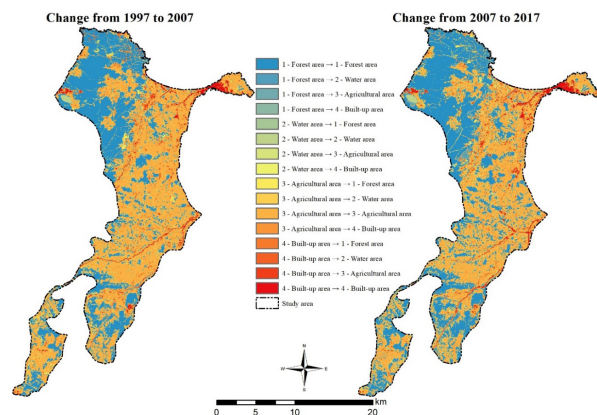 Change from 1997 to 2007
Change from 2007 to 2017
1 - Forest area → 1 - Forest area
1 - Forest area → 2 - Water area
1 - Forest area → 3 - Agricultural area
1 - Forest area → 4 - Built-up area
2 - Water area → 1 - Forest area
2 - Water area → 2 - Water area
2 - Water area → 3 - Agricultural area
2 - Water area → 4 - Built-up area
3 - Agricultural area → 1 - Forest area
3 - Agricultural area → 2 - Water area
3 - Agricultural area → 3 - Agricultural area
3 - Agricultural area → 4 - Built-up area
4 - Built-up area → 1 - Forest area
4 - Built-up area → 2 - Water area
4 - Built-up area → 3 - Agricultural area
4 - Built-up area → 4 - Built-up area
Study area
N
W E
S
km
0 5 10 20